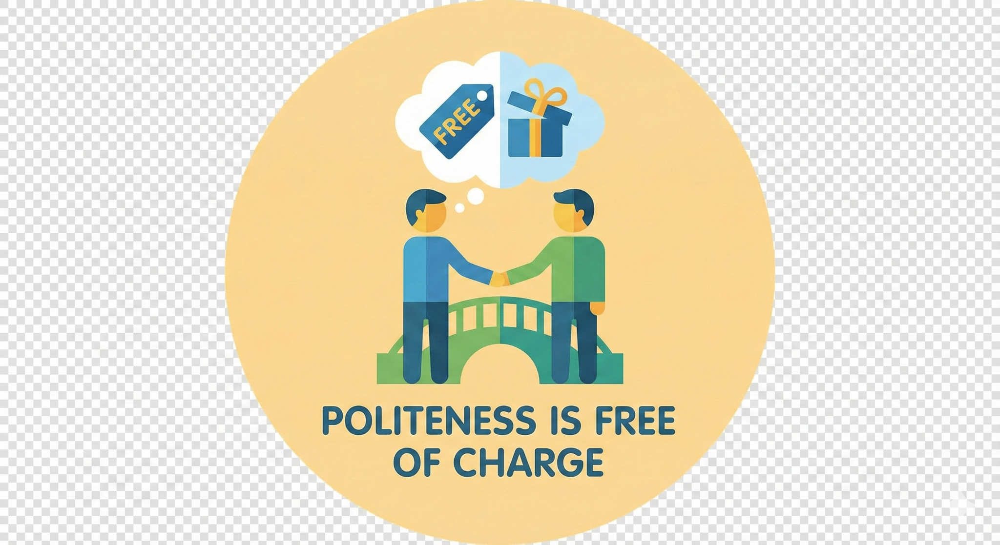 FREE
POLITENESS IS FREE
OF CHARGE